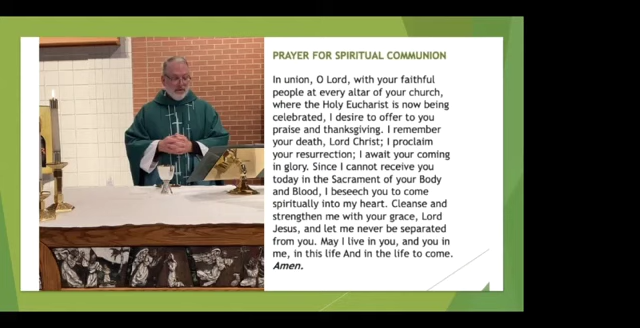 PRAYER FOR SPIRITUAL COMMUNION
In union, O Lord, with your faithful
people at every altar of your church,
where the Holy Eucharist is now being
celebrated, I desire to offer to you
praise and thanksgiving. I remember
your death, Lord Christ; I proclaim
your resurrection; I await your coming
in glory. Since I cannot receive you
today in the Sacrament of your Body
and Blood, I beseech you to come
spiritually into my heart. Cleanse and
strengthen me with your grace, Lord
Jesus, and let me never be separated
from you. May I live in you, and you in
me, in this life And in the life to come.
Amen.